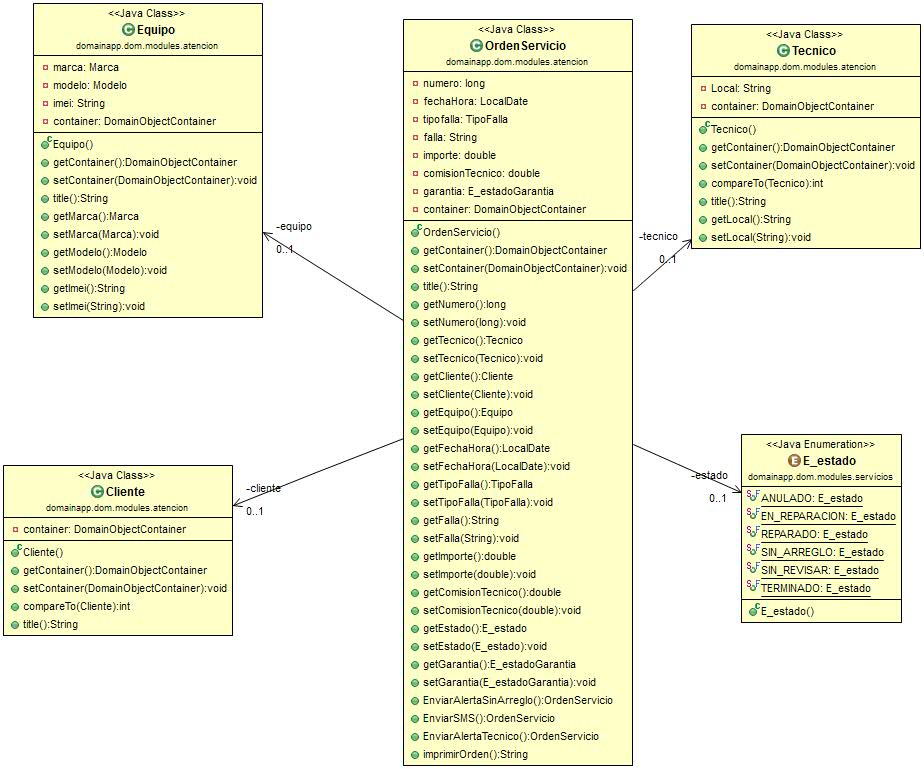 <<Java Class>>
Equipo
domainapp.dom.modules.atencion
marca: Marca
modelo: Modelo
imei: String
container: DomainObjectContainer
Equipo()
getContainer():DomainObjectContainer
setContainer(DomainObjectContainer):void
title():String
getMarca():Marca
setMarca(Marca):void
getModelo():Modelo
setModelo(Modelo):void
getImei():String
setImei(String):void
<<Java Class>>
OrdenServicio
domainapp.dom.modules.atencion
numero: long
fechaHora: LocalDate
tipofalla: TipoFalla
falla: String
importe: double
comisionTecnico: double
garantia: E_estadoGarantia
container: DomainObjectContainer
OrdenServicio()
getContainer():DomainObjectContainer
setContainer(DomainObjectContainer):void
title():String
getNumero():long
setNumero(long):void
getTecnico():Tecnico
setTecnico(Tecnico):void
getCliente():Cliente
setCliente(Cliente):void
getEquipo():Equipo
setEquipo(Equipo):void
getFechaHora():LocalDate
setFechaHora(LocalDate):void
getTipoFalla():TipoFalla
setTipoFalla(TipoFalla):void
getFalla():String
setFalla(String):void
getImporte():double
setImporte(double):void
getComisionTecnico():double
setComisionTecnico(double):void
getEstado():E_estado
setEstado(E_estado):void
getGarantia():E_estadoGarantia
setGarantia(E_estadoGarantia):void
EnviarAlertaSinArreglo():OrdenServicio
EnviarSMS():OrdenServicio
EnviarAlertaTecnico():OrdenServicio
imprimirOrden():String
<<Java Class>>
Tecnico
domainapp.dom.modules.atencion
Local: String
container: DomainObjectContainer
Tecnico()
getContainer():DomainObjectContainer
setContainer(DomainObjectContainer):void
compareTo(Tecnico):int
title():String
getLocal():String
setLocal(String):void
-equipo
0..1
-tecnico
0..1
-cliente
0..1
-estado
0..1
<<Java Class>>
Cliente
domainapp.dom.modules.atencion
container: DomainObjectContainer
Cliente()
getContainer():DomainObjectContainer
setContainer(DomainObjectContainer):void
compareTo(Cliente):int
title():String
<<Java Enumeration>>
E_estado
domainapp.dom.modules.servicios
ANULADO: E_estado
EN_REPARACION: E_estado
REPARADO: E_estado
SIN_ARREGLO: E_estado
SIN_REVISAR: E_estado
TERMINADO: E_estado
E_estado()